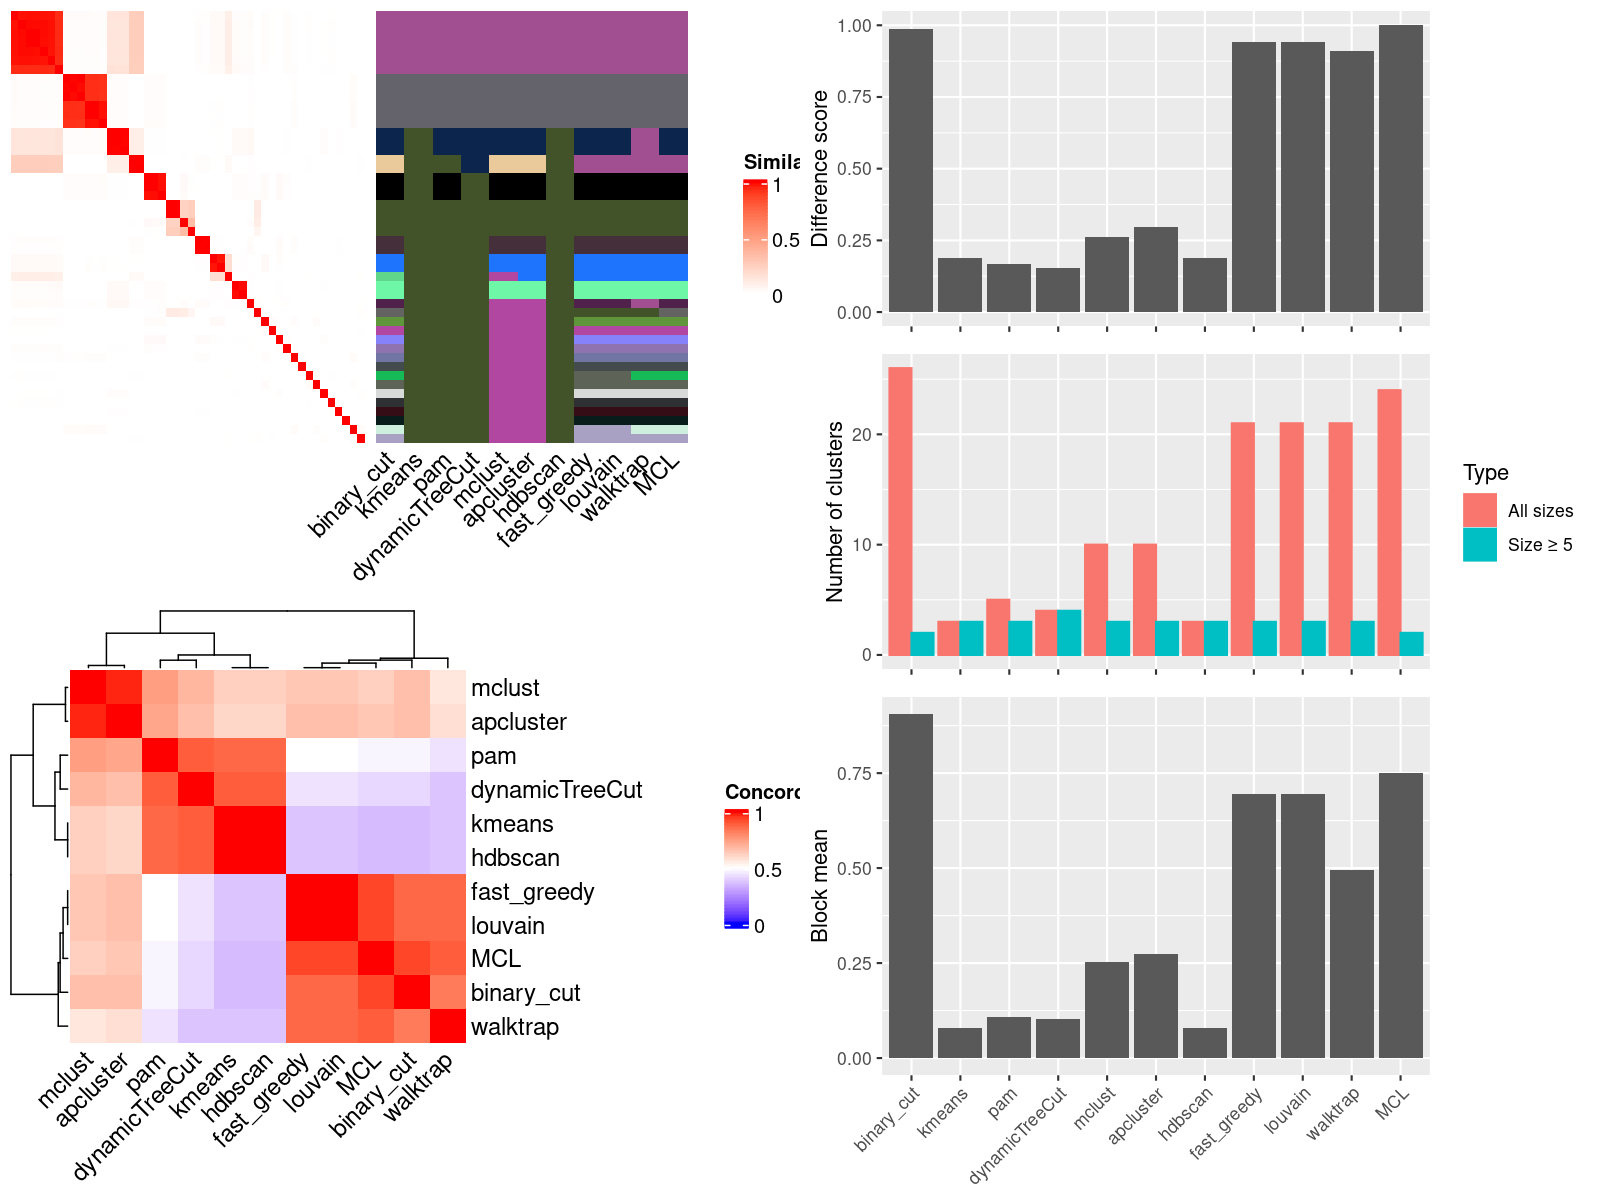 Simila
1
0.5
0
binary_cut
kmeans
pam
dynamicTreeCut
mclust
apcluster
hdbscan
fast_greedy
louvain
walktrap
MCL
mclust
apcluster
pam
dynamicTreeCut
kmeans
hdbscan
fast_greedy
louvain
MCL
binary_cut
walktrap
Concord
1
0.5
0
mclust
apcluster
pam
dynamicTreeCut
kmeans
hdbscan
fast_greedy
louvain
MCL
binary_cut
walktrap
Difference score
1.00
0.75
0.50
0.25
0.00
Number of clusters
20
10
0
Type
All sizes
Size ≥ 5
Block mean
0.75
0.50
0.25
0.00
binary_cut
kmeans
pam
dynamicTreeCut
mclust
apcluster
hdbscan
fast_greedy
louvain
walktrap
MCL